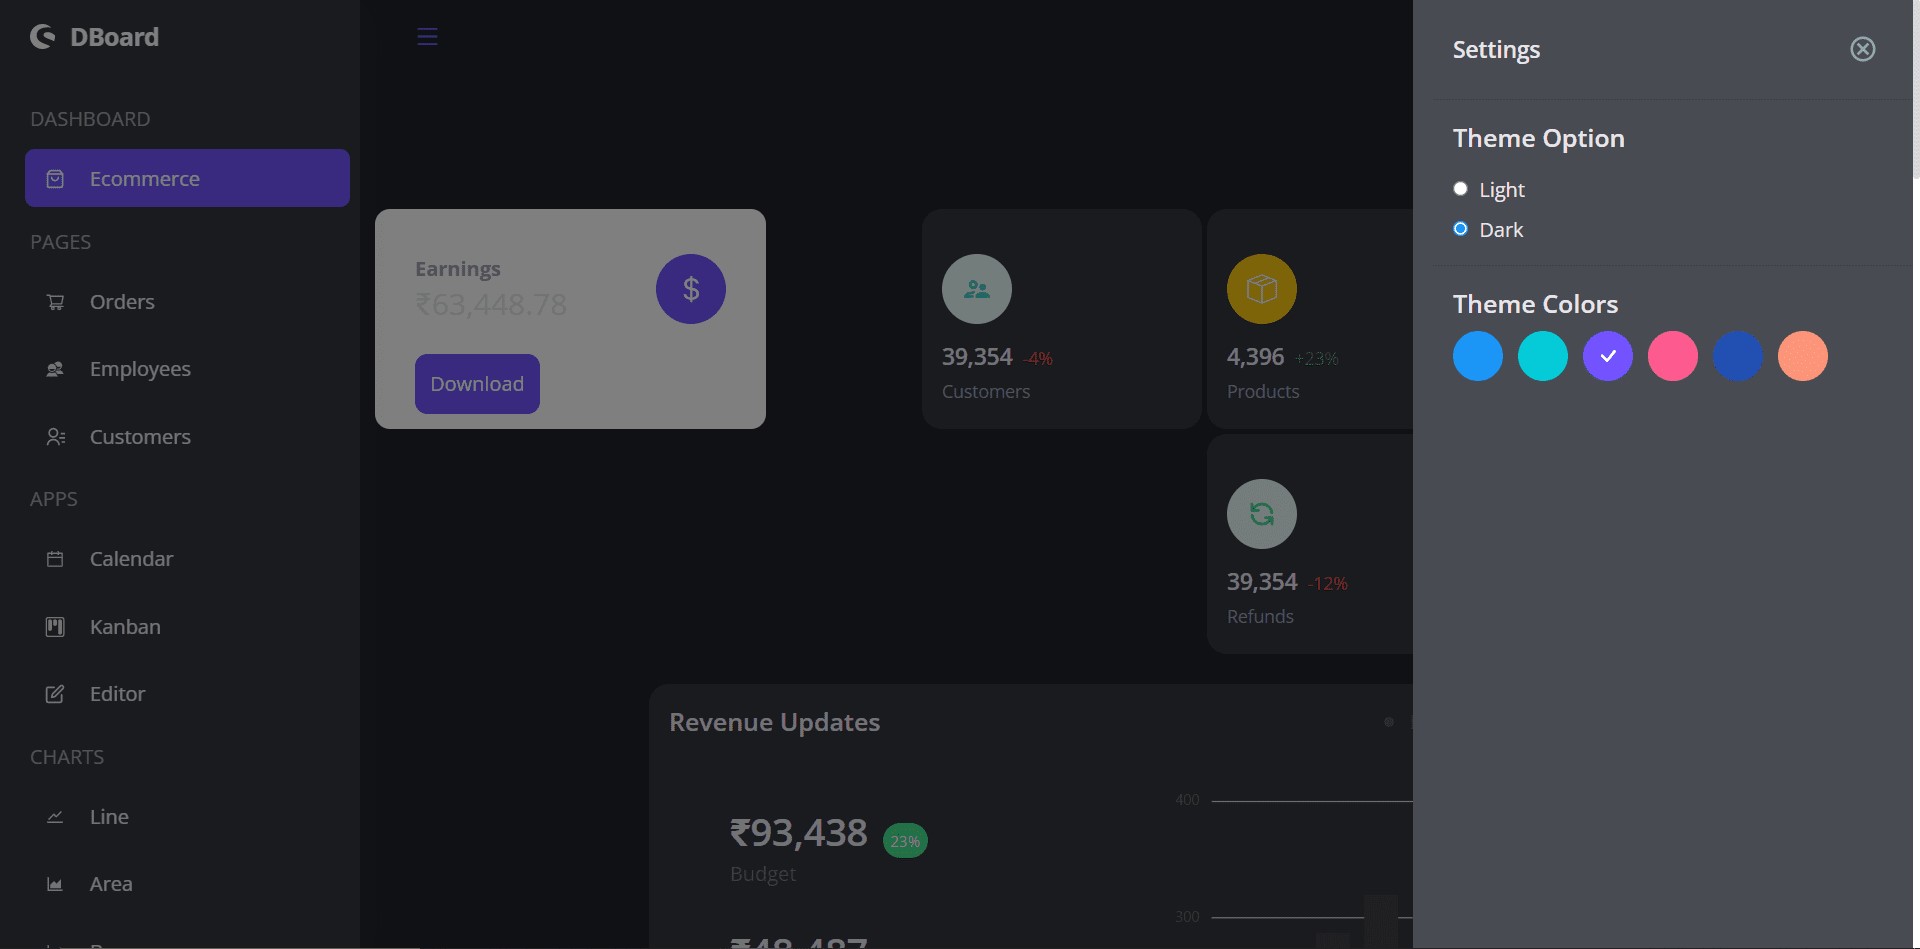 DBoard
DASHBOARD
Ecommerce
PAGES
Orders
Employees
Customers
APPS
Calendar
Kanban
Editor
CHARTS
Line
Area
Earnings
₹63,448.78
$
Download
39,354 -4%
Customers
4,396 +23%
Products
39,354 -12%
Refunds
Revenue Updates
₹93,438 23%
Budget
₹48,487
400
300
Settings
Theme Option
Light
Dark
Theme Colors